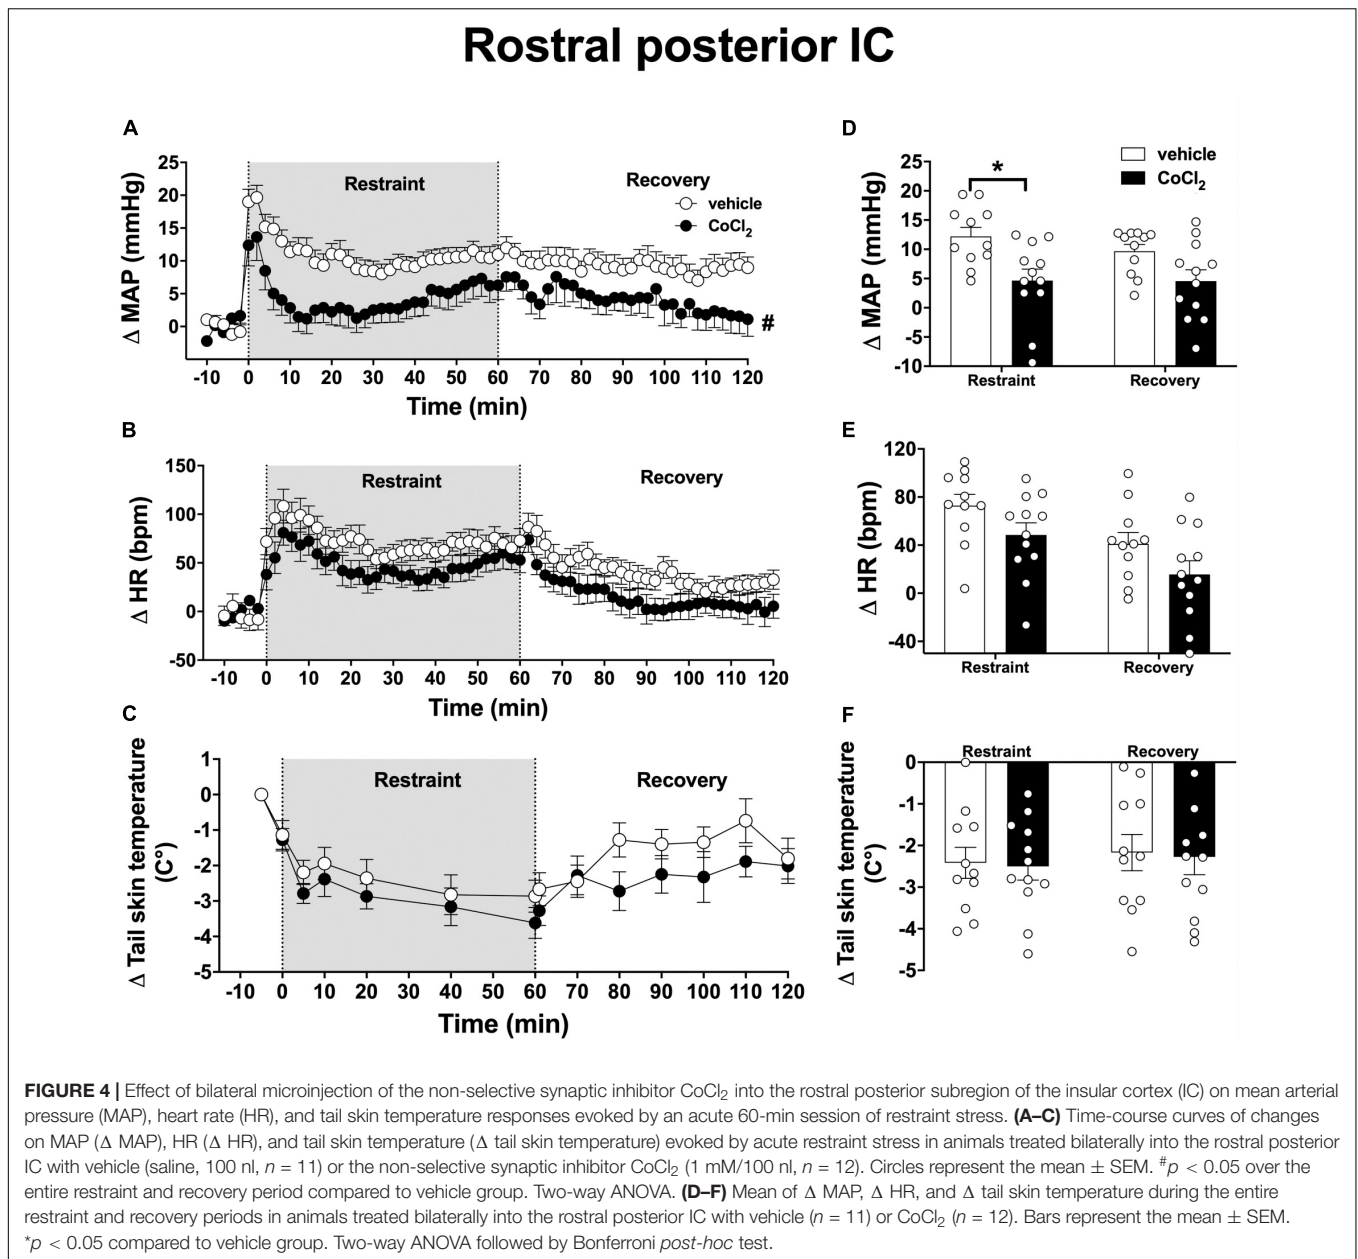 Rostral posterior IC
A
Δ MAP (mmHg)
25
20
15
10
5
0
Restraint
Recovery
vehicle
CoCl₂
#
-10 0 10 20 30 40 50 60 70 80 90 100 110 120
Time (min)
D
Δ MAP (mmHg)
25
20
15
10
5
0
-5
-10
*
vehicle
CoCl₂
Restraint Recovery
B
Δ HR (bpm)
150
100
50
0
-50
Restraint
Recovery
-10 0 10 20 30 40 50 60 70 80 90 100 110 120
Time (min)
E
Δ HR (bpm)
120
80
40
0
-40
Restraint Recovery
C
Δ Tail skin temperature
(C°)
1
0
-1
-2
-3
-4
-5
Restraint
Recovery
-10 0 10 20 30 40 50 60 70 80 90 100 110 120
Time (min)
F
Δ Tail skin temperature
(C°)
Restraint Recovery
0
-1
-2
-3
-4
-5
FIGURE 4 | Effect of bilateral microinjection of the non-selective synaptic inhibitor CoCl₂ into the rostral posterior subregion of the insular cortex (IC) on mean arterial
pressure (MAP), heart rate (HR), and tail skin temperature responses evoked by an acute 60-min session of restraint stress. (A–C) Time-course curves of changes
on MAP (Δ MAP), HR (Δ HR), and tail skin temperature (Δ tail skin temperature) evoked by acute restraint stress in animals treated bilaterally into the rostral posterior
IC with vehicle (saline, 100 nl, n = 11) or the non-selective synaptic inhibitor CoCl₂ (1 mM/100 nl, n = 12). Circles represent the mean ± SEM. #p < 0.05 over the
entire restraint and recovery period compared to vehicle group. Two-way ANOVA. (D–F) Mean of Δ MAP, Δ HR, and Δ tail skin temperature during the entire
restraint and recovery periods in animals treated bilaterally into the rostral posterior IC with vehicle (n = 11) or CoCl₂ (n = 12). Bars represent the mean ± SEM.
*p < 0.05 compared to vehicle group. Two-way ANOVA followed by Bonferroni post-hoc test.